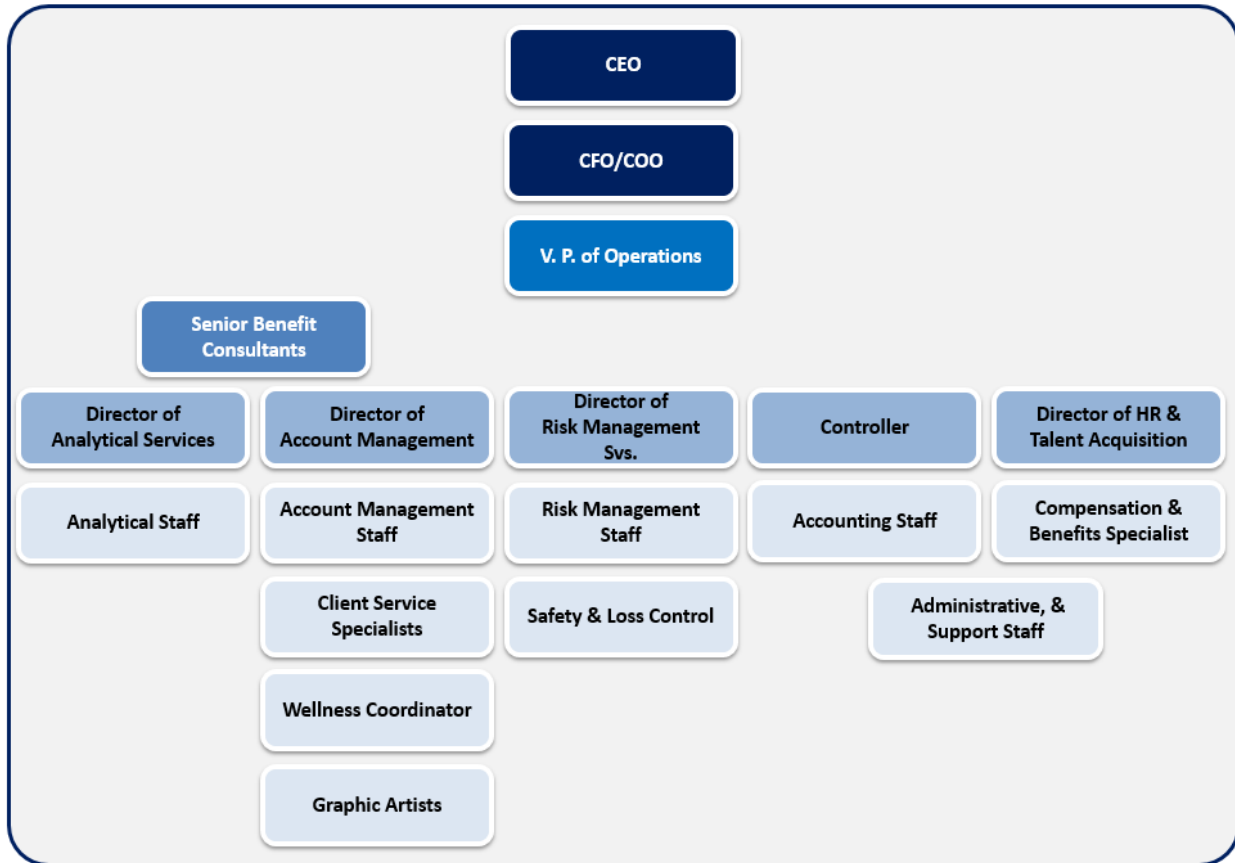 CEO
CFO/COO
V. P. of Operations
Senior Benefit
Consultants
Director of
Analytical Services
Director of
Account Management
Director of
Risk Management
Svs.
Controller
Director of HR &
Talent Acquisition
Analytical Staff
Account Management
Staff
Risk Management
Staff
Accounting Staff
Compensation &
Benefits Specialist
Client Service
Specialists
Safety & Loss Control
Administrative, &
Support Staff
Wellness Coordinator
Graphic Artists